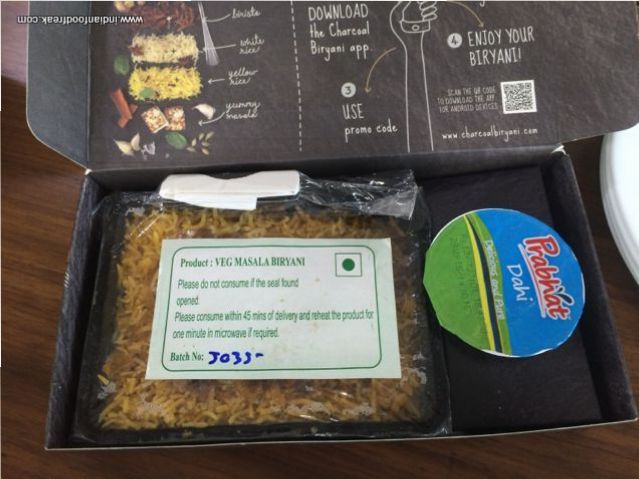 www.indianfoodfreak.com
birista
white
rice
yellow
rice
yummy
masala
DOWNLOAD
the Charcoal
Biryani app.
3
USE
promo code
4 ENJOY YOUR
BIRYANI!
SCAN THE QR CODE
TO DOWNLOAD THE APP
FOR ANDROID DEVICES
www.charcoalbiryani.com
Product : VEG MASALA BIRYANI
Please do not consume if the seal found
opened.
Please consume within 45 mins of delivery and reheat the product for
one minute in microwave if required.
Batch No: J033-
Prabhat
Dahi